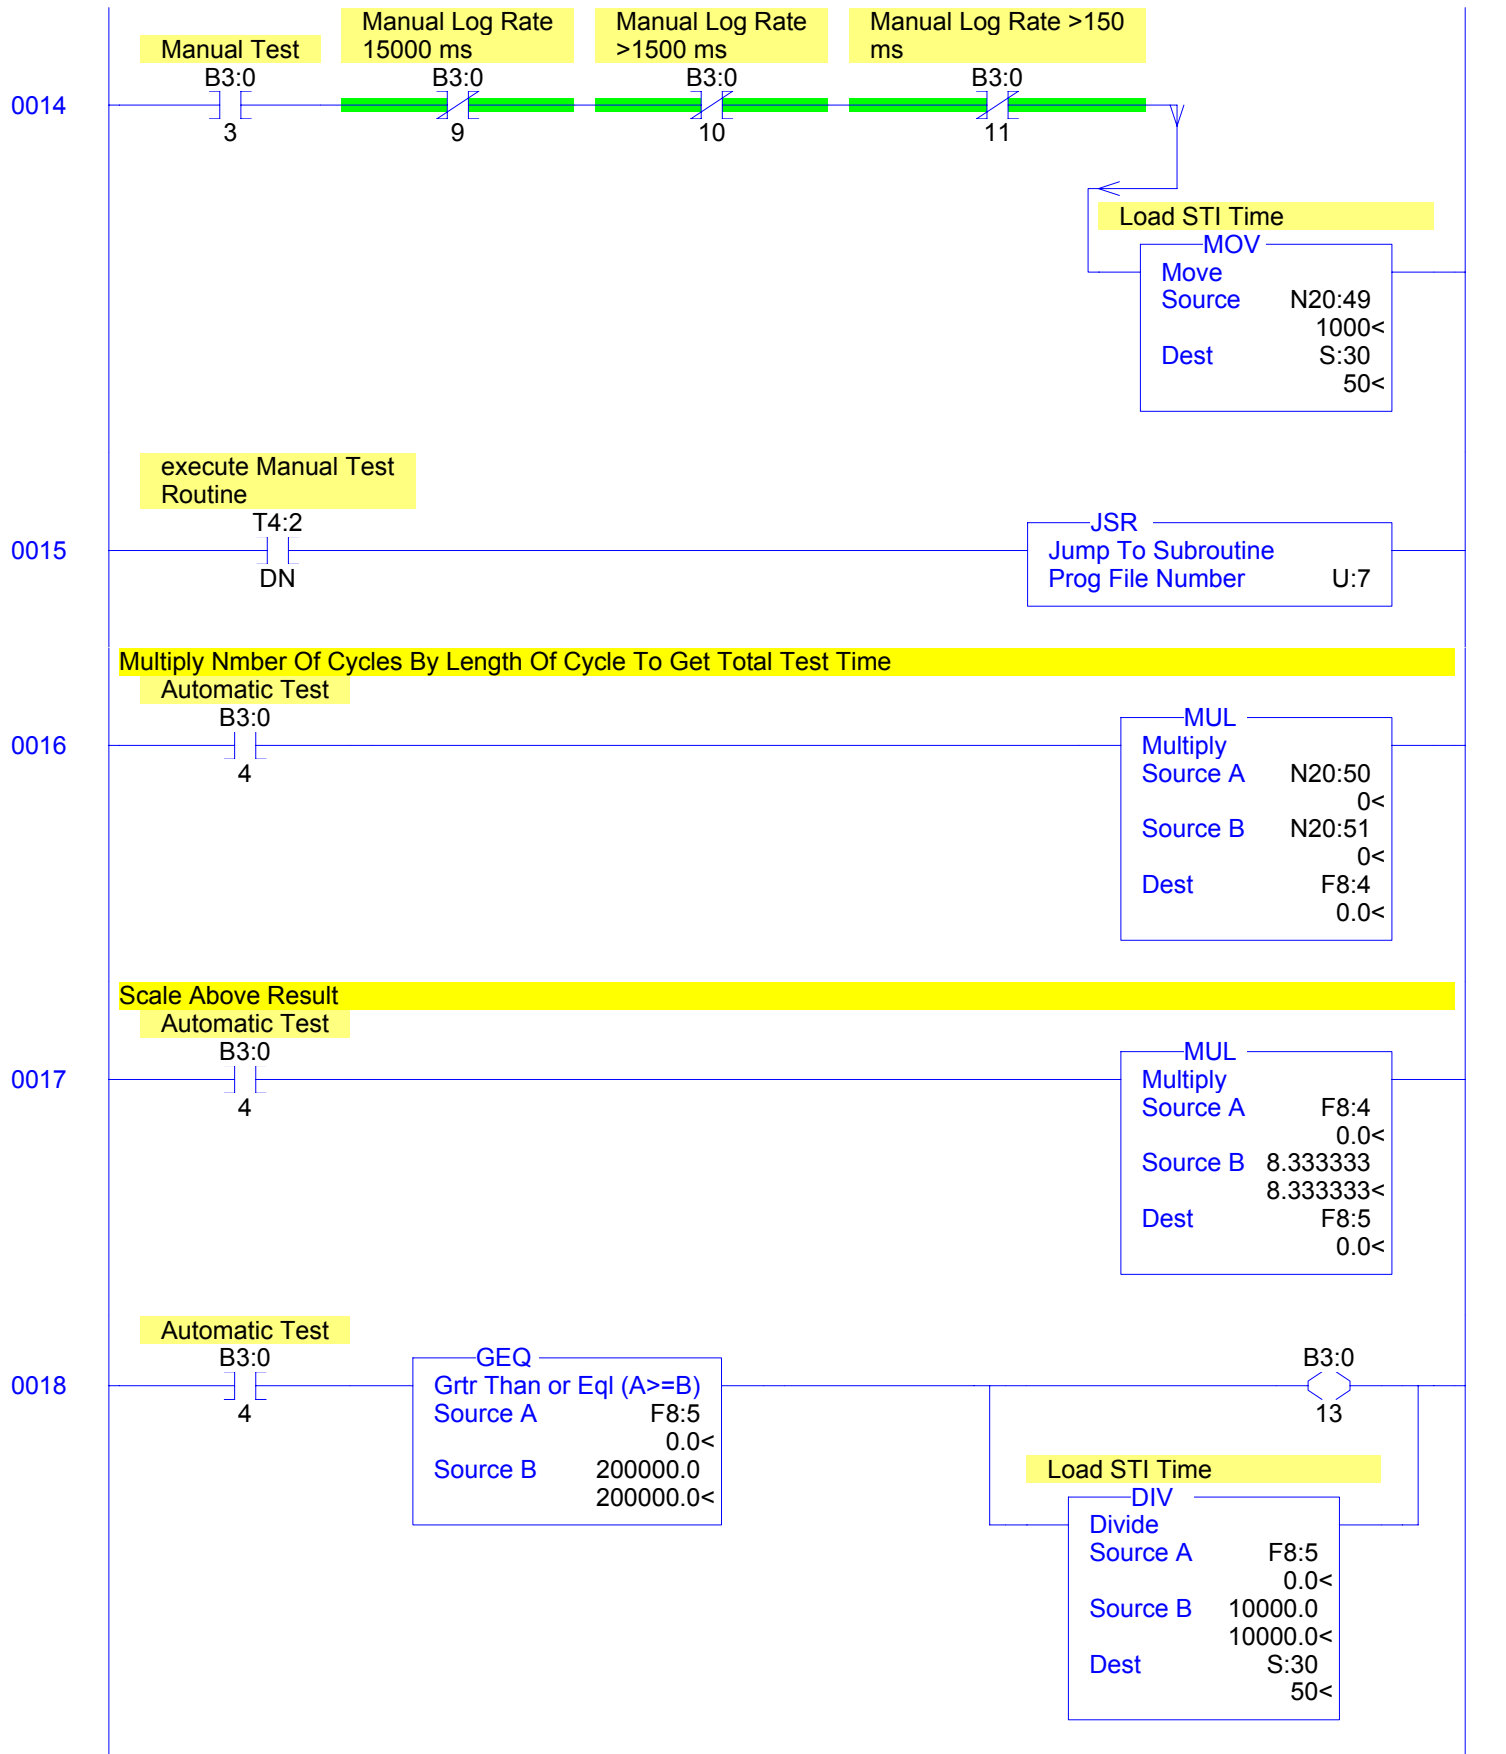 Manual Test
Manual Log Rate
15000 ms
Manual Log Rate
>1500 ms
Manual Log Rate >150
ms
B3:0 B3:0 B3:0 B3:0
0014
3 9 10 11
Load STI Time
MOV
Move
Source N20:49
1000<
Dest S:30
50<
execute Manual Test
Routine
T4:2
0015
DN
JSR
Jump To Subroutine
Prog File Number U:7
Multiply Nmber Of Cycles By Length Of Cycle To Get Total Test Time
Automatic Test
B3:0
0016
4
MUL
Multiply
Source A N20:50
0<
Source B N20:51
0<
Dest F8:4
0.0<
Scale Above Result
Automatic Test
B3:0
0017
4
MUL
Multiply
Source A F8:4
0.0<
Source B 8.333333
8.333333<
Dest F8:5
0.0<
Automatic Test
B3:0
0018
4
GEQ
Grtr Than or Eql (A>=B)
Source A F8:5
0.0<
Source B 200000.0
200000.0<
B3:0
13
Load STI Time
DIV
Divide
Source A F8:5
0.0<
Source B 10000.0
10000.0<
Dest S:30
50<